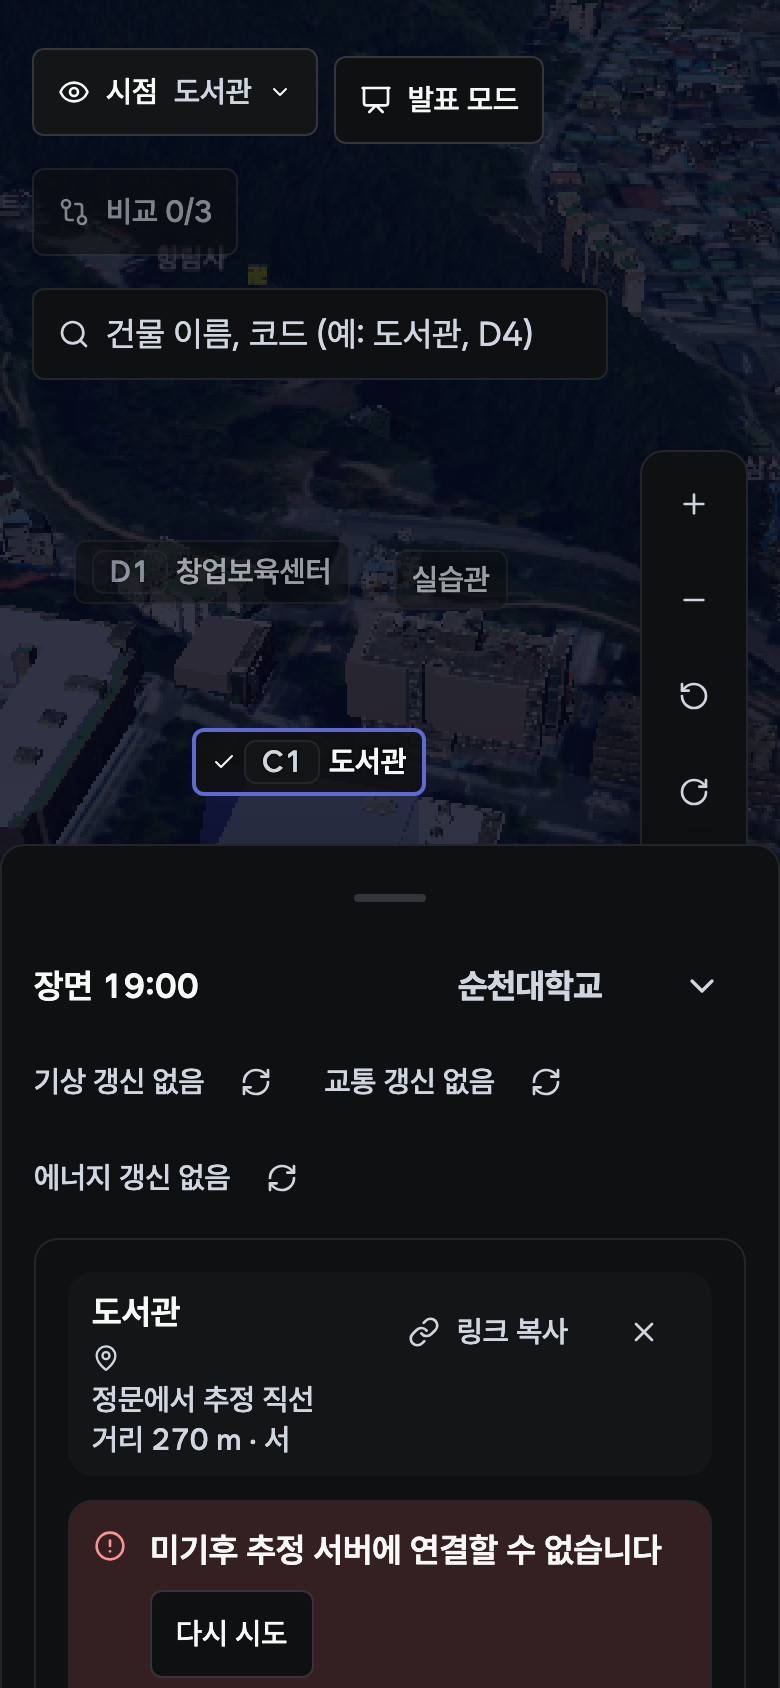 시점 도서관
발표 모드
비교 0/3
향림사
건물 이름, 코드 (예: 도서관, D4)
D1 창업보육센터
실습관
C1 도서관
장면 19:00
순천대학교
기상 갱신 없음
교통 갱신 없음
에너지 갱신 없음
도서관
링크 복사
정문에서 추정 직선
거리 270 m · 서
미기후 추정 서버에 연결할 수 없습니다
다시 시도